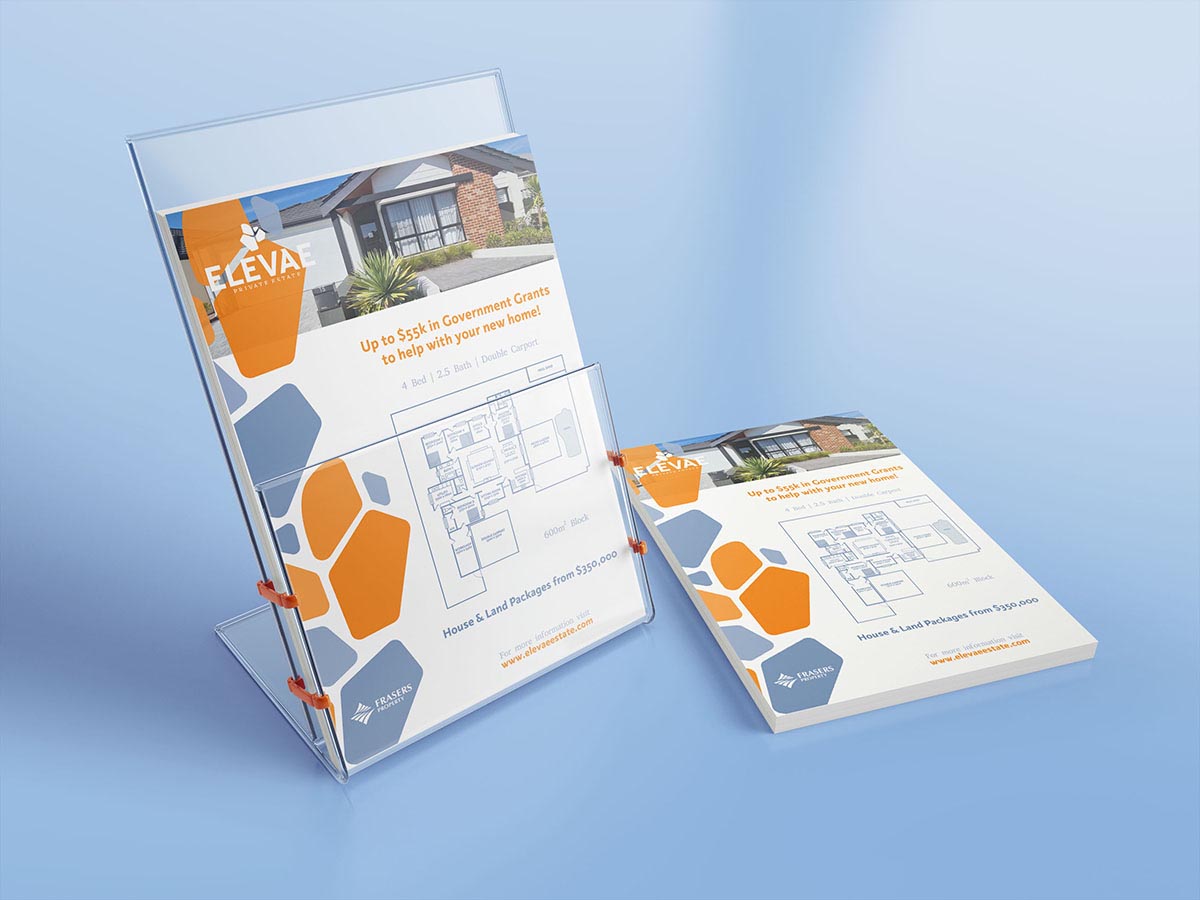 ELEVAE
PRIVATE ESTATE
Up to $55k in Government Grants
to help with your new home!
4 Bed | 2.5 Bath | Double Carport
600m² Block
House & Land Packages from $350,000
For more information visit
www.elevaeestate.com
FRASERS
PROPERTY
ELEVAE
Up to $55k in Government Grants
to help with your new home!
4 Bed | 2.5 Bath | Double Carport
600m² Block
House & Land Packages from $350,000
For more information visit
www.elevaeestate.com
FRASERS
PROPERTY